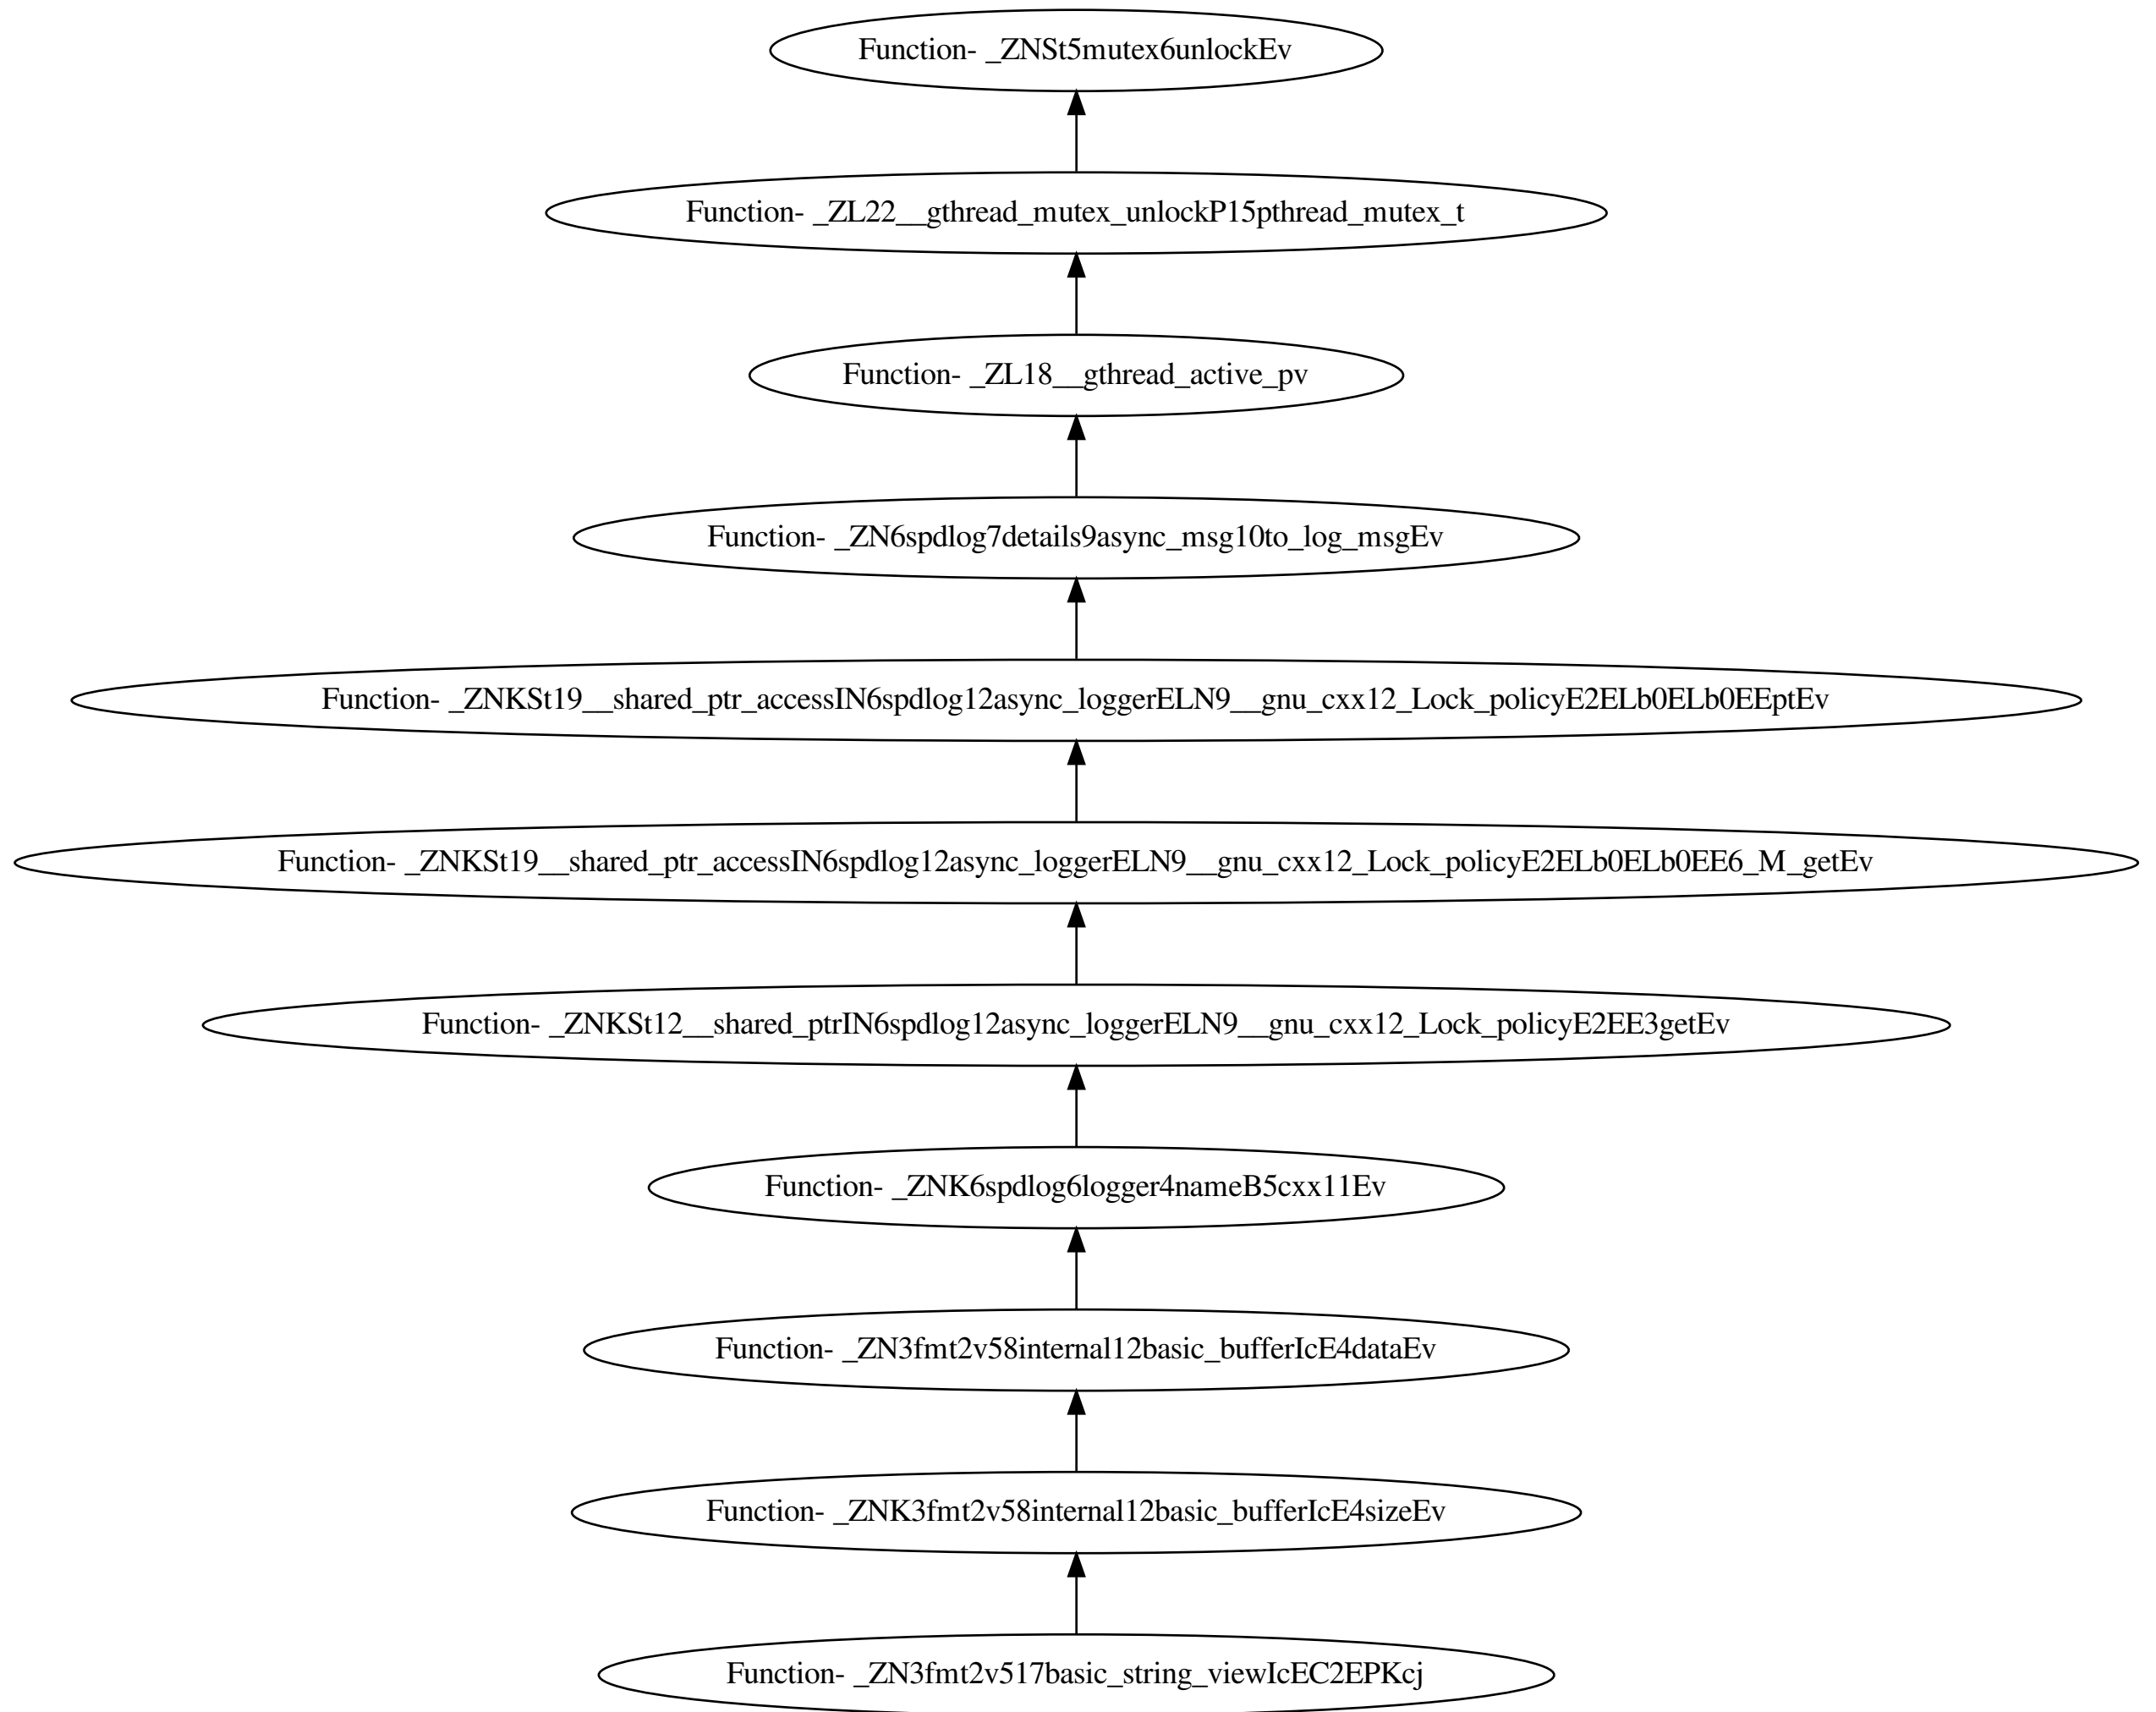 Function- _ZNSt5mutex6unlockEv
Function- _ZL22__gthread_mutex_unlockP15pthread_mutex_t
Function- _ZL18__gthread_active_pv
Function- _ZN6spdlog7details9async_msg10to_log_msgEv
Function- _ZNKSt19__shared_ptr_accessIN6spdlog12async_loggerELN9__gnu_cxx12_Lock_policyE2ELb0ELb0EEptEv
Function- _ZNKSt19__shared_ptr_accessIN6spdlog12async_loggerELN9__gnu_cxx12_Lock_policyE2ELb0ELb0EE6_M_getEv
Function- _ZNKSt12__shared_ptrIN6spdlog12async_loggerELN9__gnu_cxx12_Lock_policyE2EE3getEv
Function- _ZNK6spdlog6logger4nameB5cxx11Ev
Function- _ZN3fmt2v58internal12basic_bufferIcE4dataEv
Function- _ZNK3fmt2v58internal12basic_bufferIcE4sizeEv
Function- _ZN3fmt2v517basic_string_viewIcEC2EPKcj